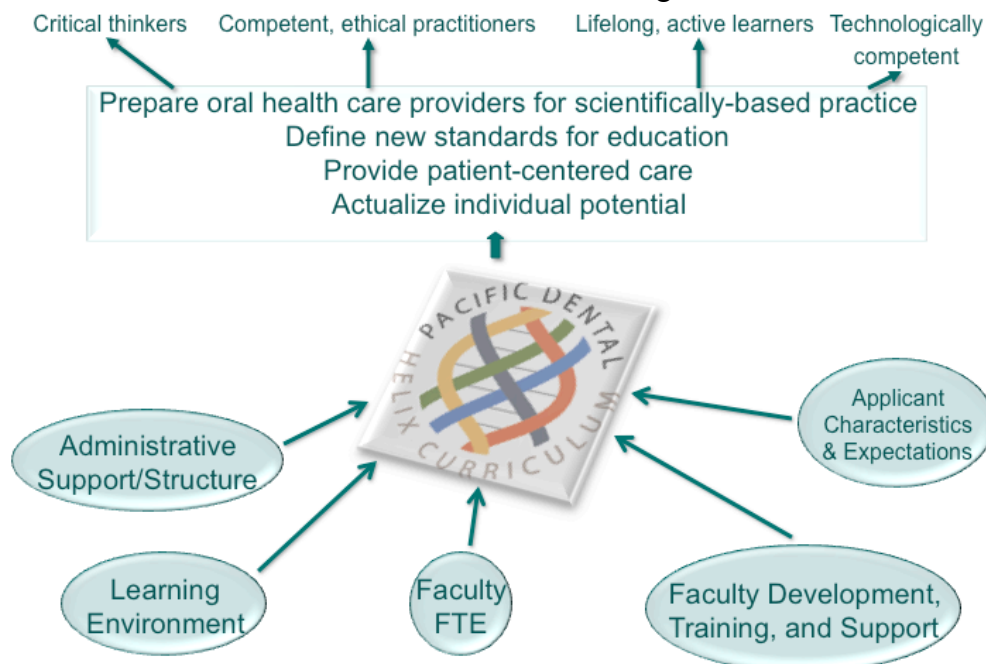 Critical thinkers
Competent, ethical practitioners
Lifelong, active learners
Technologically
competent
Prepare oral health care providers for scientifically-based practice
Define new standards for education
Provide patient-centered care
Actualize individual potential
PACIFIC DENTAL
HELIX CURRICULUM
Applicant
Characteristics
& Expectations
Administrative
Support/Structure
Learning
Environment
Faculty
FTE
Faculty Development,
Training, and Support